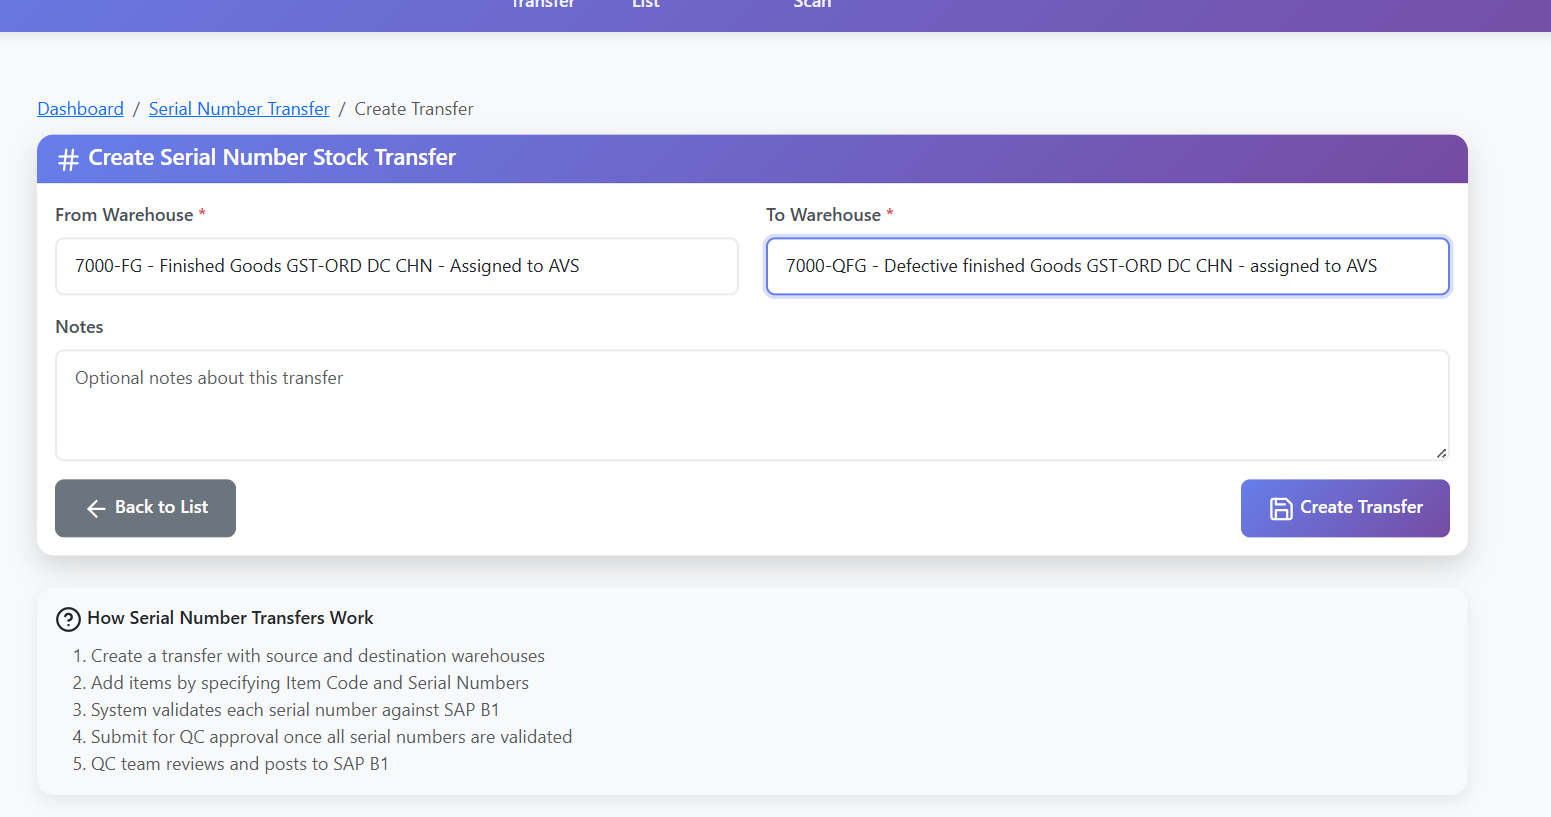 Transfer List Scan
Dashboard / Serial Number Transfer / Create Transfer
Create Serial Number Stock Transfer
From Warehouse *
To Warehouse *
7000-FG - Finished Goods GST-ORD DC CHN - Assigned to AVS
7000-QFG - Defective finished Goods GST-ORD DC CHN - assigned to AVS
Notes
Optional notes about this transfer
Back to List
Create Transfer
How Serial Number Transfers Work
1. Create a transfer with source and destination warehouses
2. Add items by specifying Item Code and Serial Numbers
3. System validates each serial number against SAP B1
4. Submit for QC approval once all serial numbers are validated
5. QC team reviews and posts to SAP B1